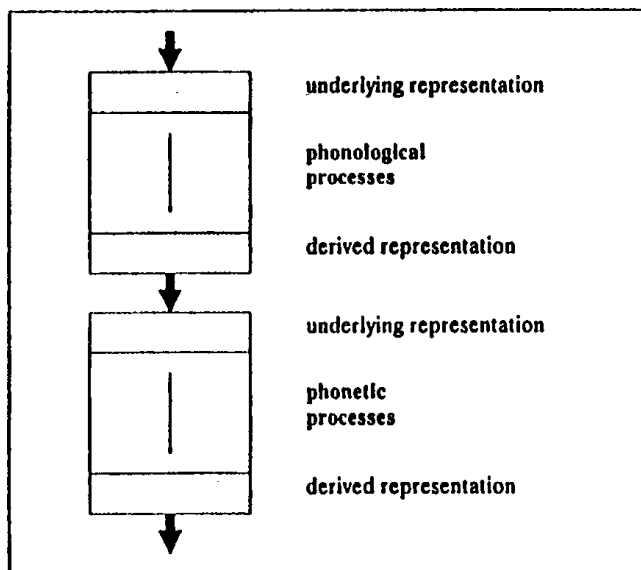 underlying representation
phonological
processes
derived representation
underlying representation
phonetic
processes
derived representation